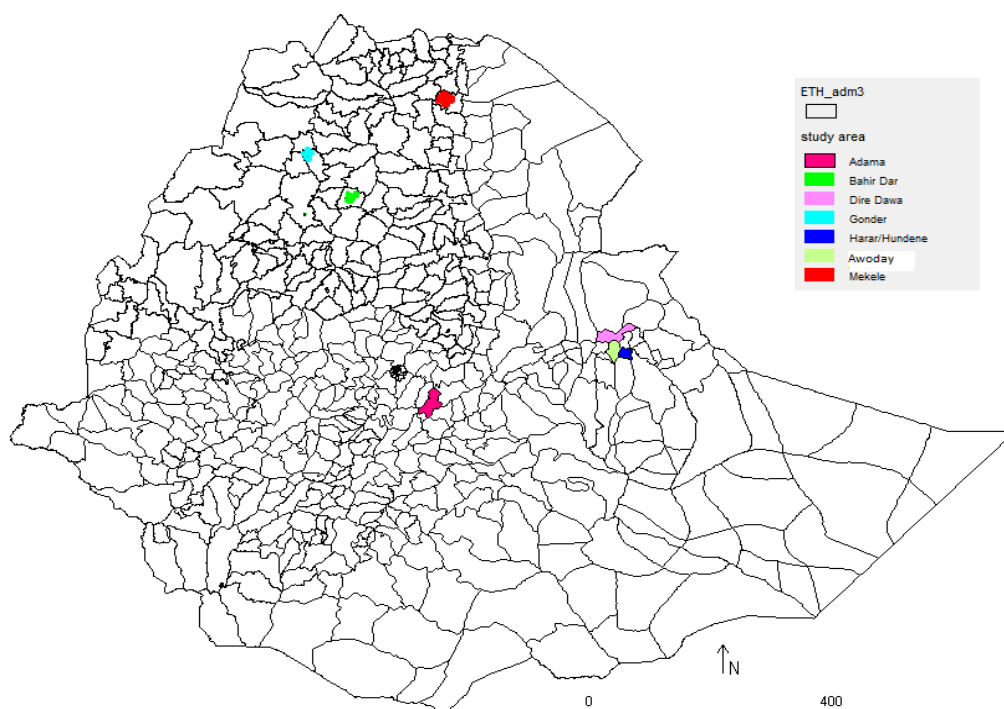 ETH_adm3
study area
Adama
Bahir Dar
Dire Dawa
Gonder
Harar/Hundene
Awoday
Mekele
N
0 400